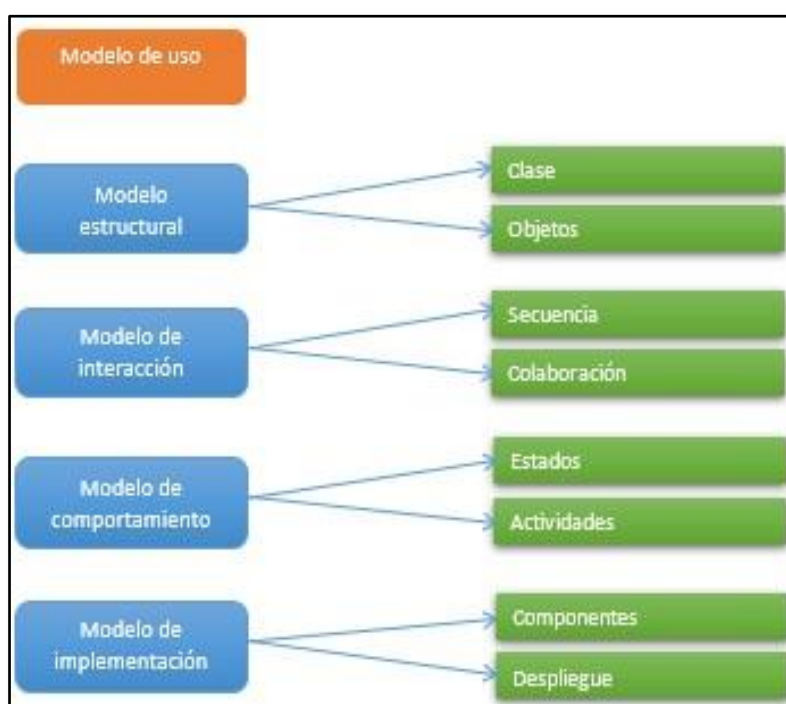 Modelo de uso
Modelo
estructural
Clase
Objetos
Modelo de
interacción
Secuencia
Colaboración
Modelo de
comportamiento
Estados
Actividades
Modelo de
implementación
Componentes
Despliegue